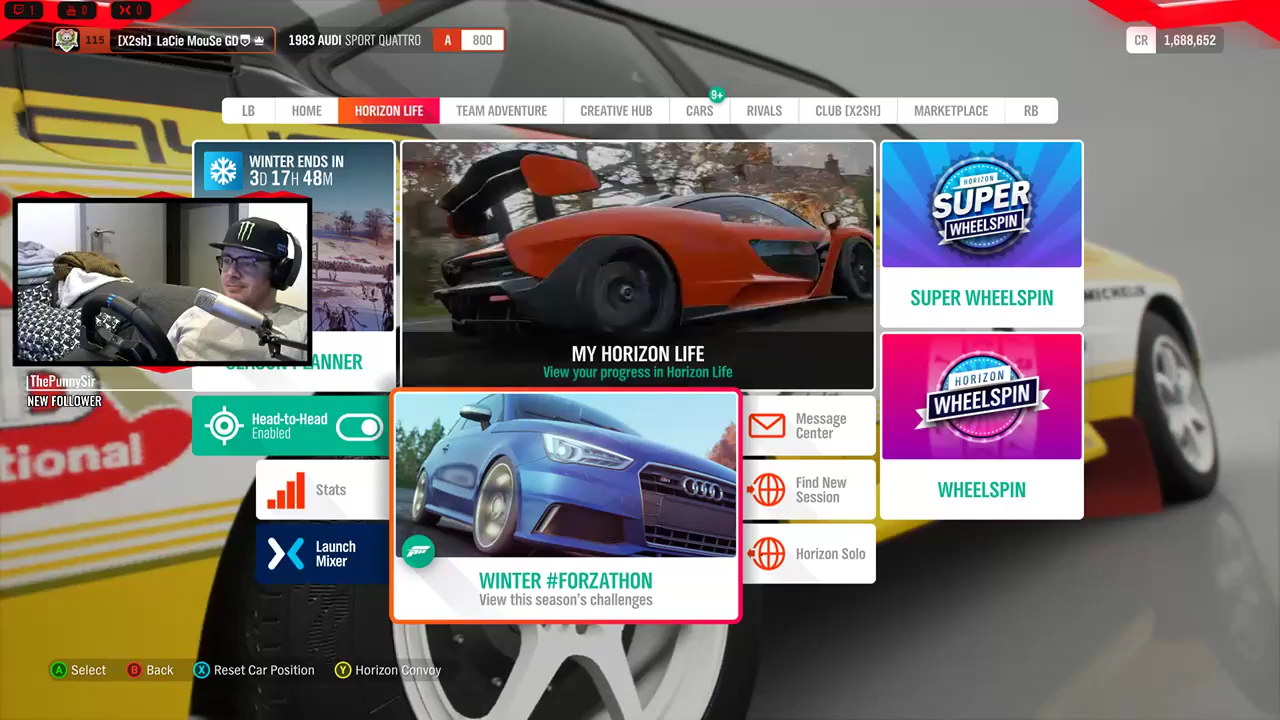 1 0 0
115 [X2sh] LaCie MouSe GD 1983 AUDI SPORT QUATTRO A 800
CR 1,688,652
LB HOME HORIZON LIFE TEAM ADVENTURE CREATIVE HUB CARS 9+ RIVALS CLUB [X2SH] MARKETPLACE RB
WINTER ENDS IN
3D 17H 48M
PLANNER
ThePunnySir
NEW FOLLOWER
MY HORIZON LIFE
View your progress in Horizon Life
HORIZON
SUPER
WHEELSPIN
SUPER WHEELSPIN
MICHELIN
Head-to-Head
Enabled
Stats
Launch
Mixer
WINTER #FORZATHON
View this season's challenges
Message
Center
Find New
Session
Horizon Solo
HORIZON
WHEELSPIN
WHEELSPIN
tional
A Select B Back X Reset Car Position Y Horizon Convoy